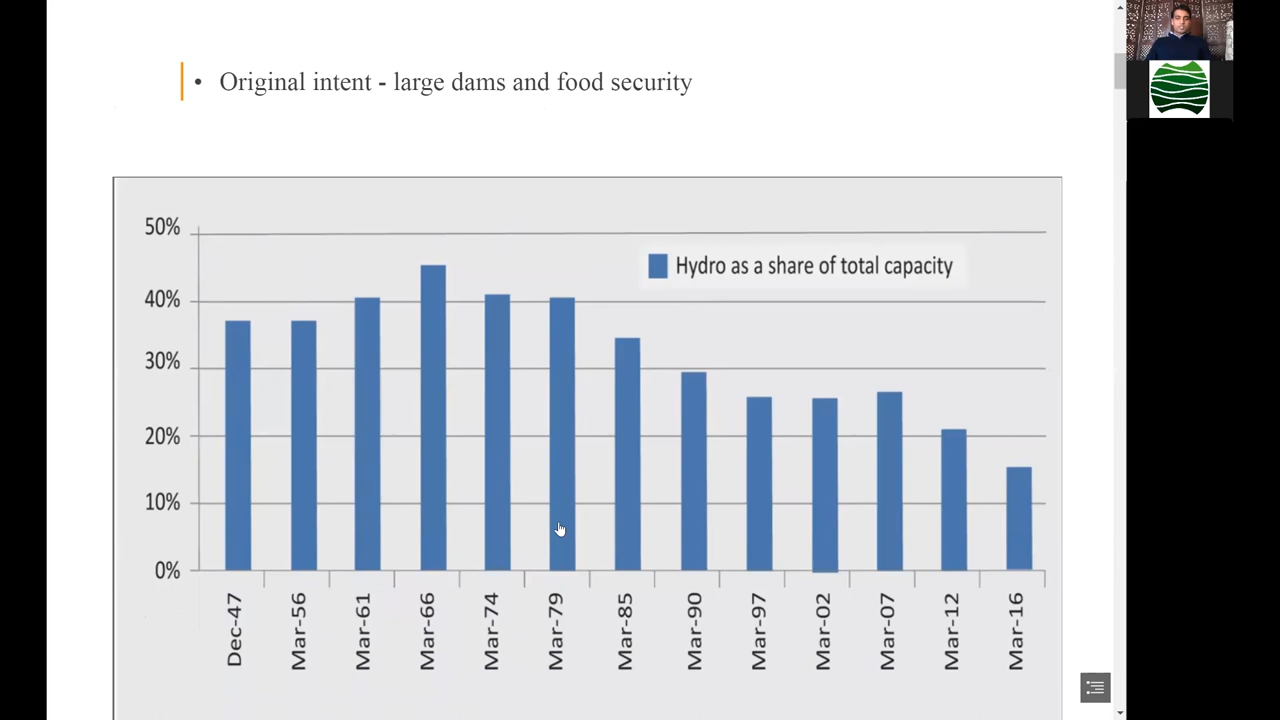 • Original intent - large dams and food security
50%
Hydro as a share of total capacity
40%
30%
20%
10%
0%
Dec-47
Mar-56
Mar-61
Mar-66
Mar-74
Mar-79
Mar-85
Mar-90
Mar-97
Mar-02
Mar-07
Mar-12
Mar-16